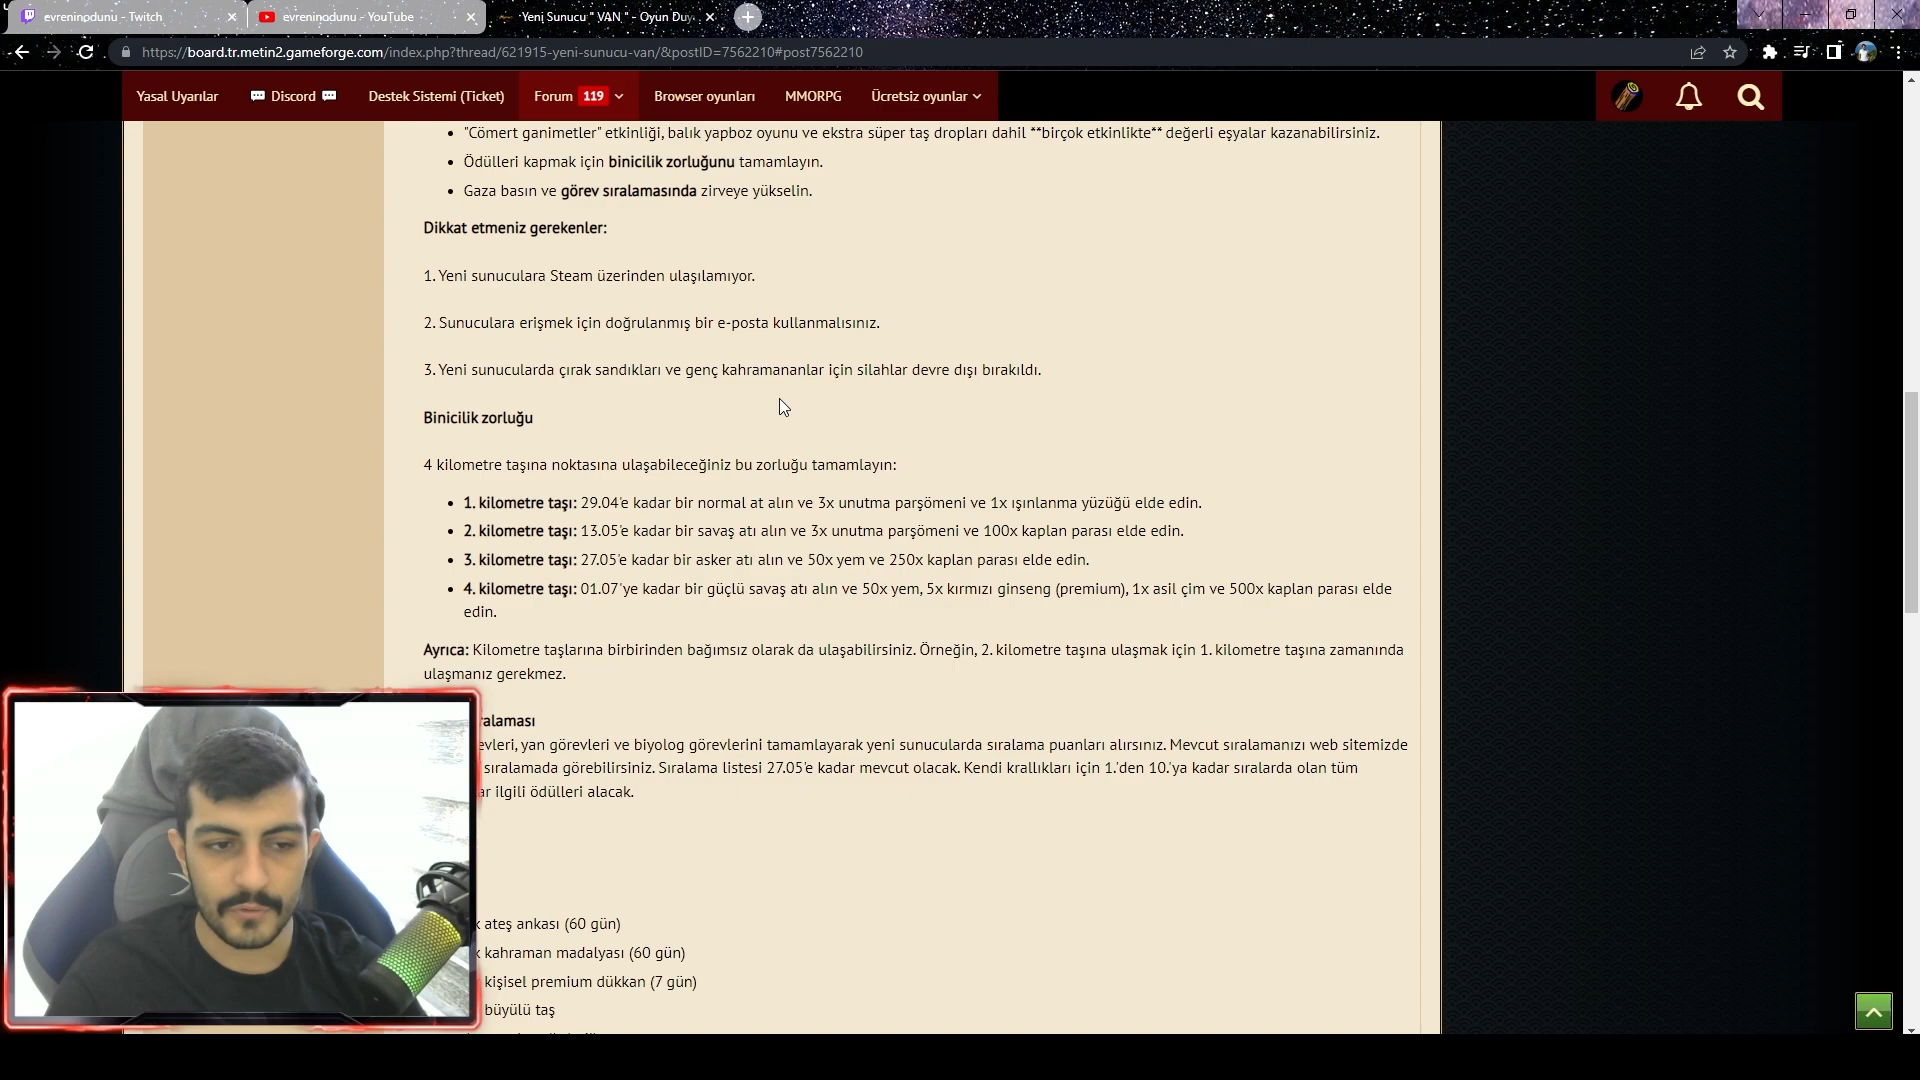 evreninodunu - Twitch
evreninodunu - YouTube
Yeni Sunucu " VAN " - Oyun Duy
https://board.tr.metin2.gameforge.com/index.php?thread/621915-yeni-sunucu-van/&postID=7562210#post7562210
Yasal Uyarılar
Discord
Destek Sistemi (Ticket)
Forum 119
Browser oyunları
MMORPG
Ücretsiz oyunlar
• "Cömert ganimetler" etkinliği, balık yapboz oyunu ve ekstra süper taş dropları dahil **birçok etkinlikte** değerli eşyalar kazanabilirsiniz.
• Ödülleri kapmak için binicilik zorluğunu tamamlayın.
• Gaza basın ve görev sıralamasında zirveye yükselin.
Dikkat etmeniz gerekenler:
1. Yeni sunuculara Steam üzerinden ulaşılamıyor.
2. Sunuculara erişmek için doğrulanmış bir e-posta kullanmalısınız.
3. Yeni sunucularda çırak sandıkları ve genç kahramananlar için silahlar devre dışı bırakıldı.
Binicilik zorluğu
4 kilometre taşına noktasına ulaşabileceğiniz bu zorluğu tamamlayın:
• 1. kilometre taşı: 29.04'e kadar bir normal at alın ve 3x unutma parşömeni ve 1x ışınlanma yüzüğü elde edin.
• 2. kilometre taşı: 13.05'e kadar bir savaş atı alın ve 3x unutma parşömeni ve 100x kaplan parası elde edin.
• 3. kilometre taşı: 27.05'e kadar bir asker atı alın ve 50x yem ve 250x kaplan parası elde edin.
• 4. kilometre taşı: 01.07'ye kadar bir güçlü savaş atı alın ve 50x yem, 5x kırmızı ginseng (premium), 1x asil çim ve 500x kaplan parası elde
edin.
Ayrıca: Kilometre taşlarına birbirinden bağımsız olarak da ulaşabilirsiniz. Örneğin, 2. kilometre taşına ulaşmak için 1. kilometre taşına zamanında
ulaşmanız gerekmez.
ralaması
evleri, yan görevleri ve biyolog görevlerini tamamlayarak yeni sunucularda sıralama puanları alırsınız. Mevcut sıralamanızı web sitemizde
sıralamada görebilirsiniz. Sıralama listesi 27.05'e kadar mevcut olacak. Kendi krallıkları için 1.'den 10.'ya kadar sıralarda olan tüm
ar ilgili ödülleri alacak.
x ateş ankası (60 gün)
x kahraman madalyası (60 gün)
kişisel premium dükkan (7 gün)
büyülü taş